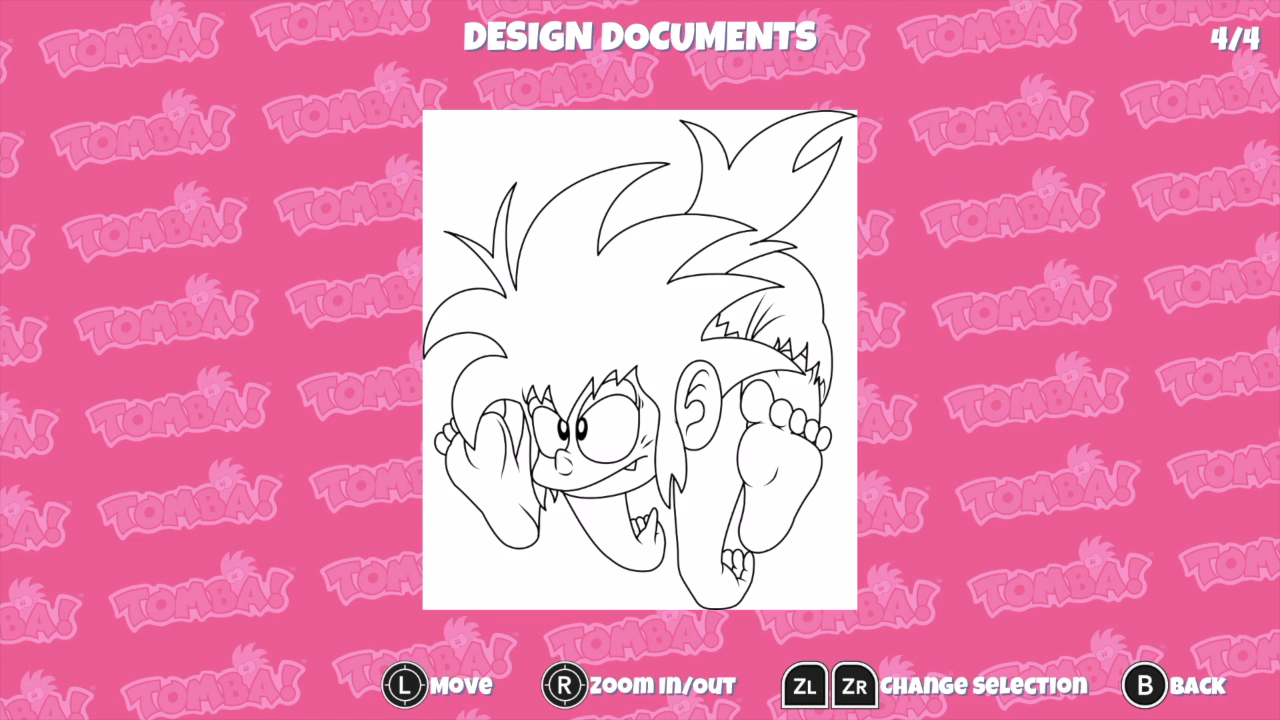 DESIGN DOCUMENTS
4/4
TOMBA!
L MOVE
R ZOOM IN/OUT
ZL ZR CHANGE SELECTION
B BACK